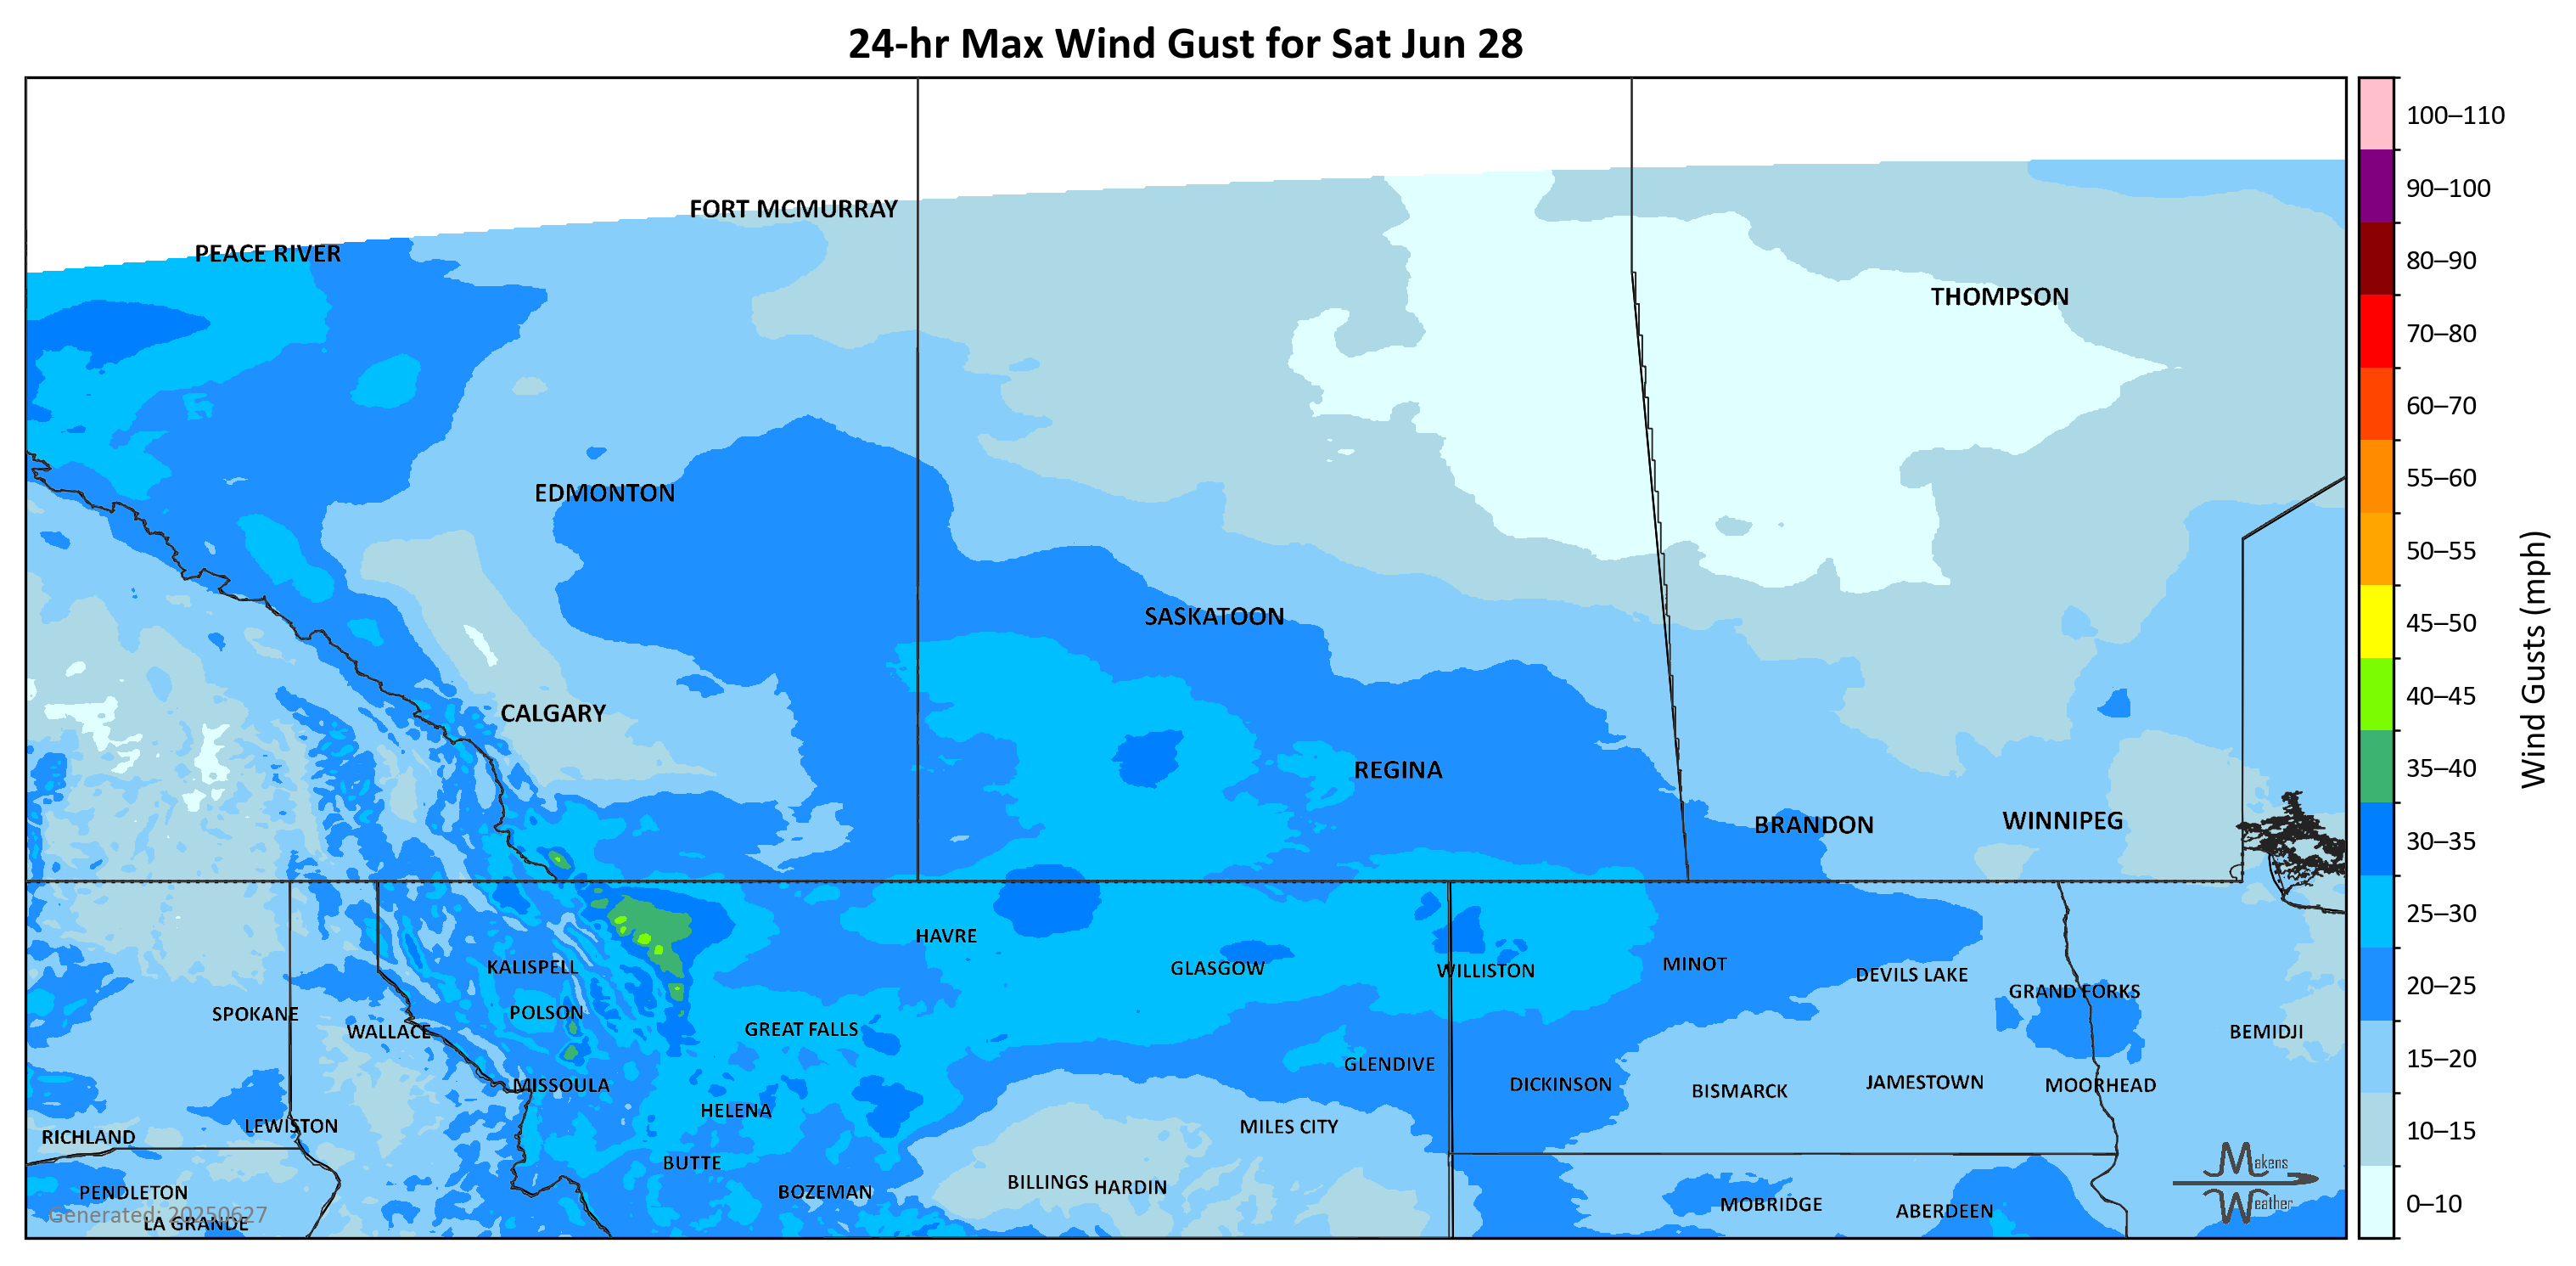 24-hr Max Wind Gust for Sat Jun 28
100–110
90–100
80–90
70–80
60–70
55–60
50–55
45–50
40–45
35–40
30–35
25–30
20–25
15–20
10–15
0–10
Wind Gusts (mph)
FORT MCMURRAY
PEACE RIVER
THOMPSON
EDMONTON
SASKATOON
CALGARY
REGINA
BRANDON
WINNIPEG
HAVRE
KALISPELL
GLASGOW
WILLISTON
MINOT
DEVILS LAKE
GRAND FORKS
SPOKANE
POLSON
WALLACE
GREAT FALLS
BEMIDJI
GLENDIVE
MISSOULA
DICKINSON
BISMARCK
JAMESTOWN
MOORHEAD
HELENA
LEWISTON
MILES CITY
RICHLAND
BUTTE
BILLINGS
HARDIN
PENDLETON
BOZEMAN
MOBRIDGE
ABERDEEN
Generated: 20250627
LA GRANDE
Makens
Weather